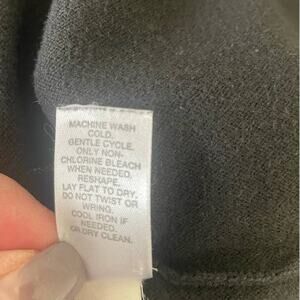 MACHINE WASH
COLD,
GENTLE CYCLE.
ONLY NON-
CHLORINE BLEACH
WHEN NEEDED.
RESHAPE.
LAY FLAT TO DRY.
DO NOT TWIST OR
WRING.
COOL IRON IF
NEEDED.
OR DRY CLEAN.